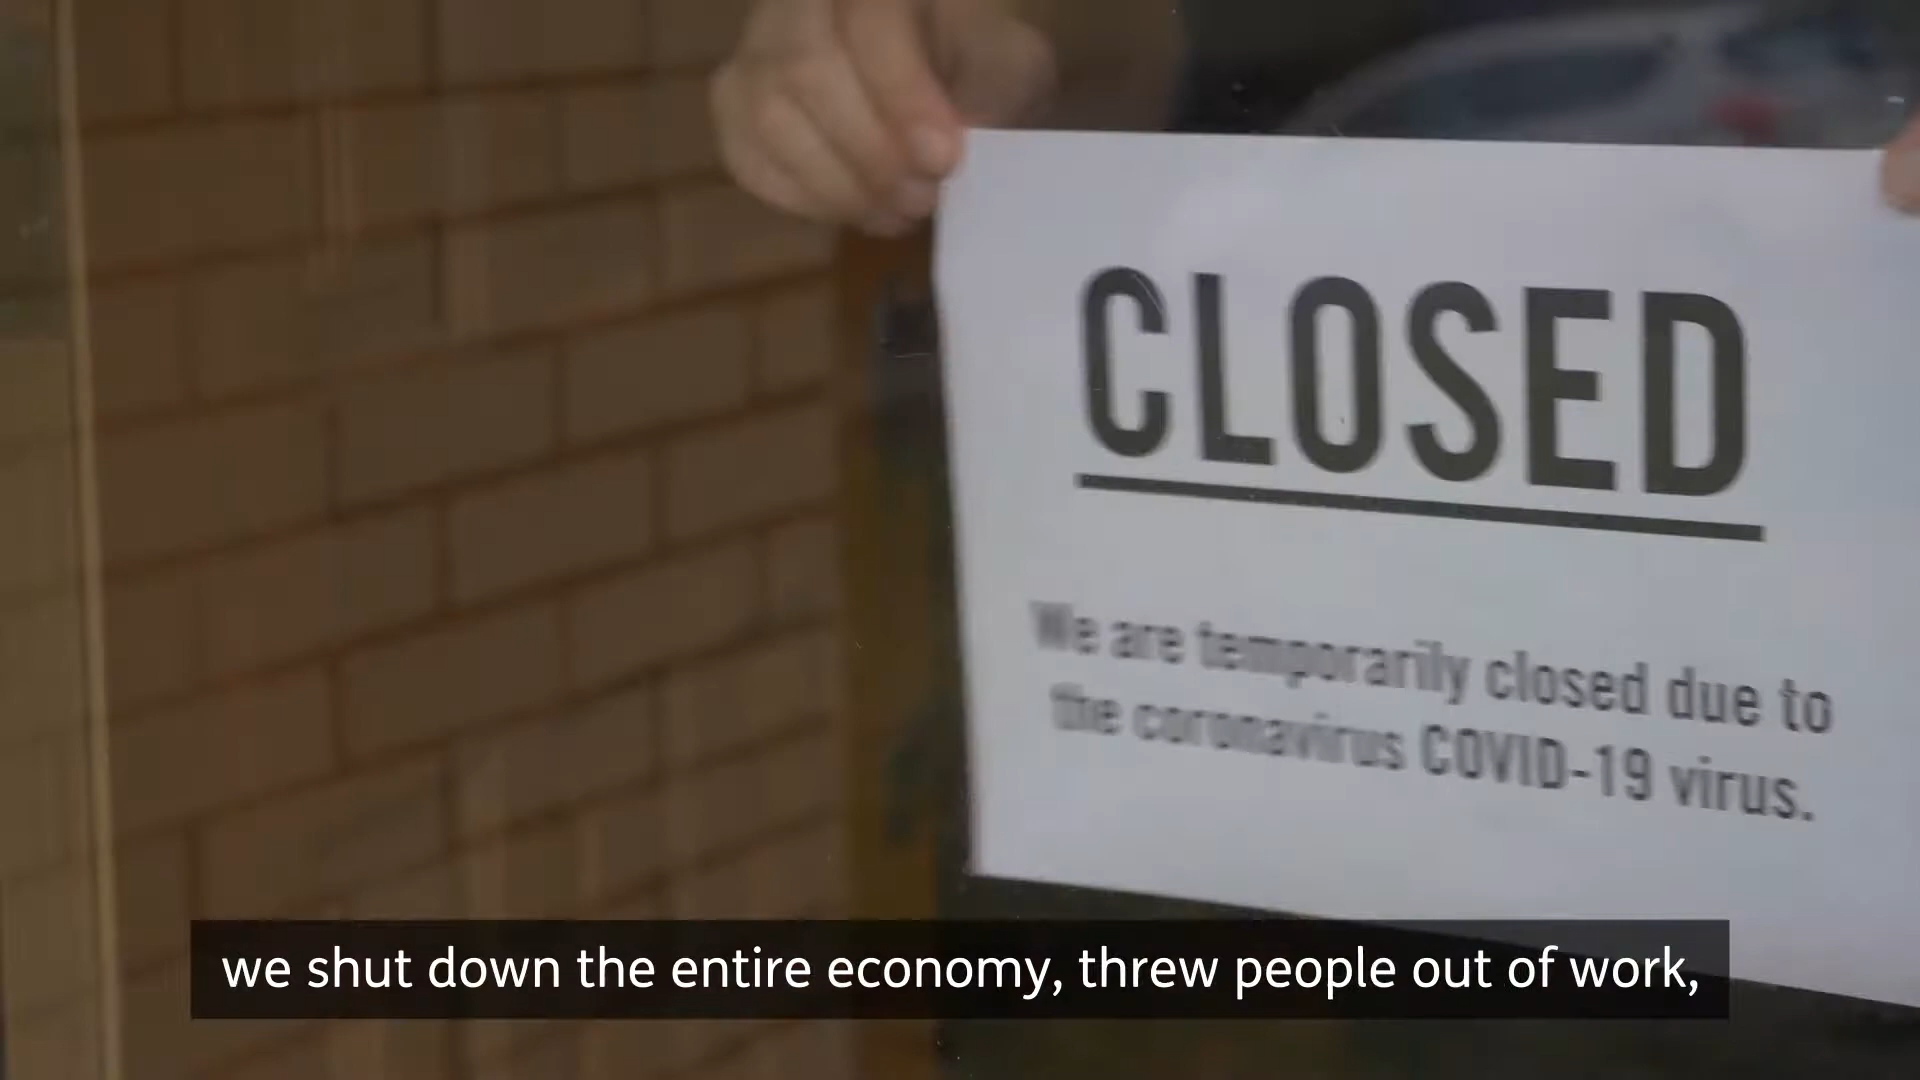 CLOSED
We are temporarily closed due to
the coronavirus COVID-19 virus.
we shut down the entire economy, threw people out of work,